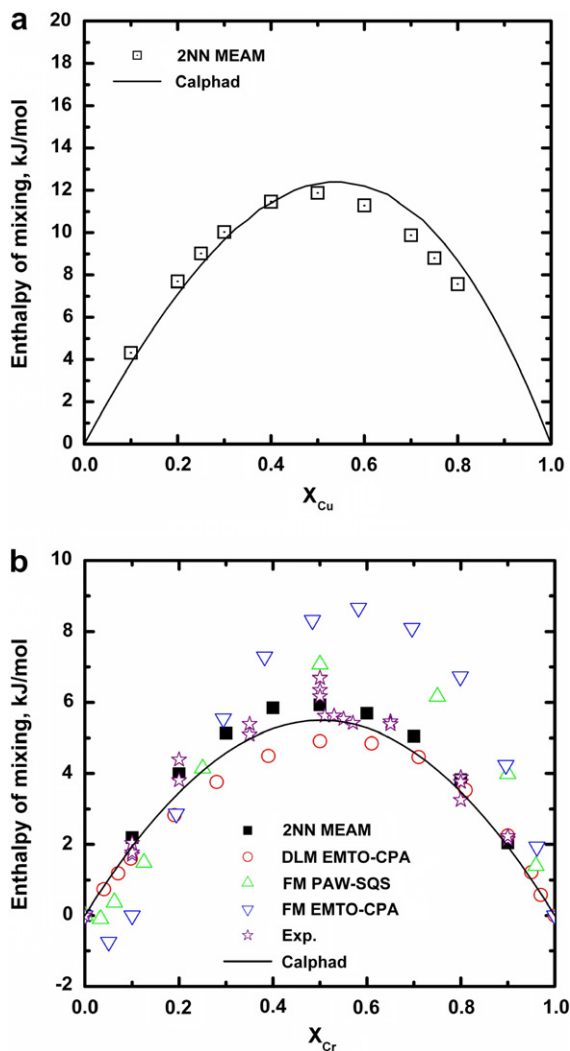 a
20
18
16
14
12
10
8
6
4
2
0
Enthalpy of mixing, kJ/mol
2NN MEAM
Calphad
0.0 0.2 0.4 0.6 0.8 1.0
XCu
b
10
8
6
4
2
0
-2
Enthalpy of mixing, kJ/mol
2NN MEAM
DLM EMTO-CPA
FM PAW-SQS
FM EMTO-CPA
Exp.
Calphad
0.0 0.2 0.4 0.6 0.8 1.0
XCr